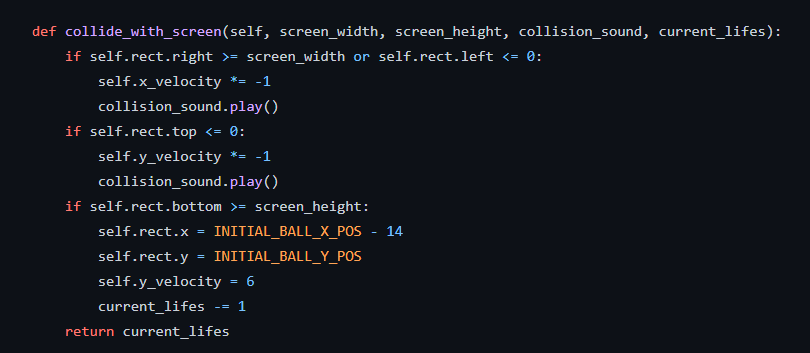 def collide_with_screen(self, screen_width, screen_height, collision_sound, current_lifes):
    if self.rect.right >= screen_width or self.rect.left <= 0:
        self.x_velocity *= -1
        collision_sound.play()
    if self.rect.top <= 0:
        self.y_velocity *= -1
        collision_sound.play()
    if self.rect.bottom >= screen_height:
        self.rect.x = INITIAL_BALL_X_POS - 14
        self.rect.y = INITIAL_BALL_Y_POS
        self.y_velocity = 6
        current_lifes -= 1
    return current_lifes